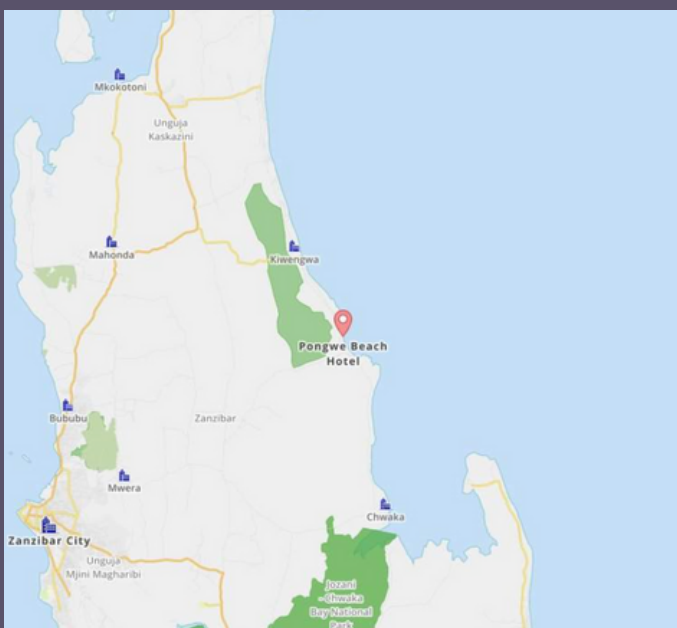 Mkokotoni
Unguja
Kaskazini
Mahonda
Kiwengwa
Pongwe Beach
Hotel
Bububu
Zanzibar
Mwera
Chwaka
Zanzibar City
Unguja
Mjini Magharibi
Jozani
- Chwaka
Bay National
Park